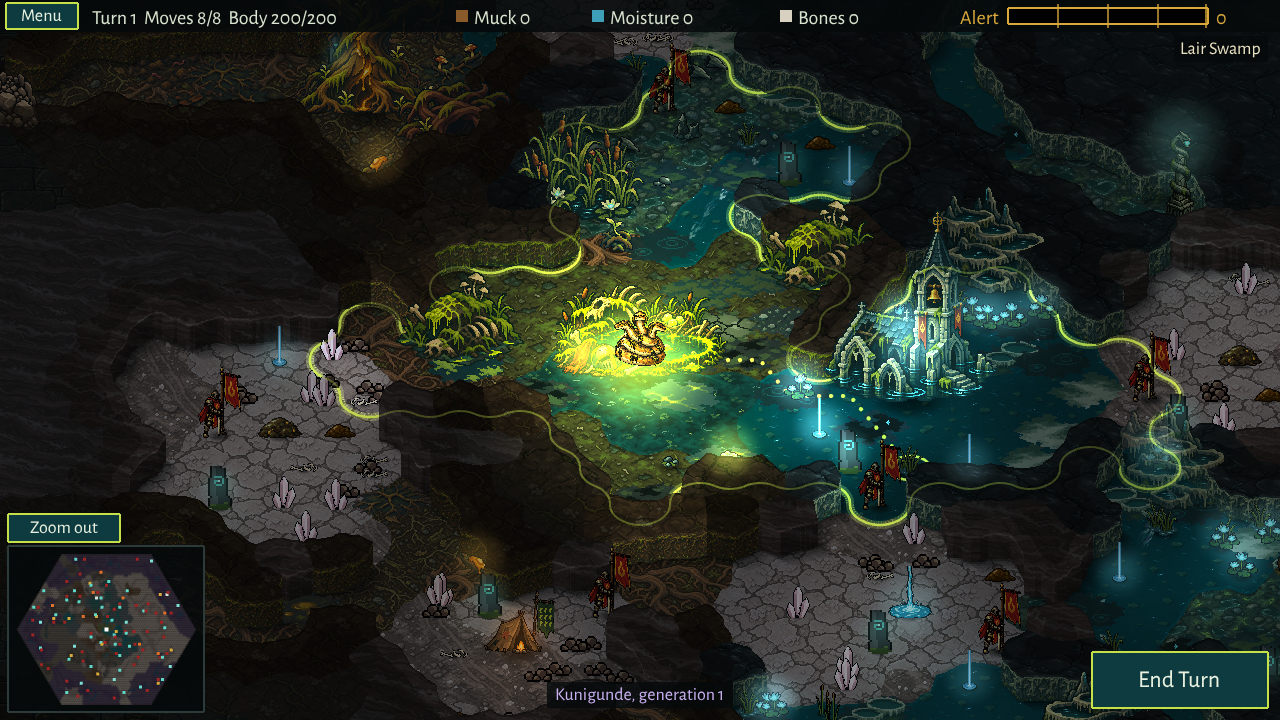 Menu
Turn 1 Moves 8/8 Body 200/200
Muck 0
Moisture 0
Bones 0
Alert 0
Lair Swamp
Zoom out
Kunigunde, generation 1
End Turn